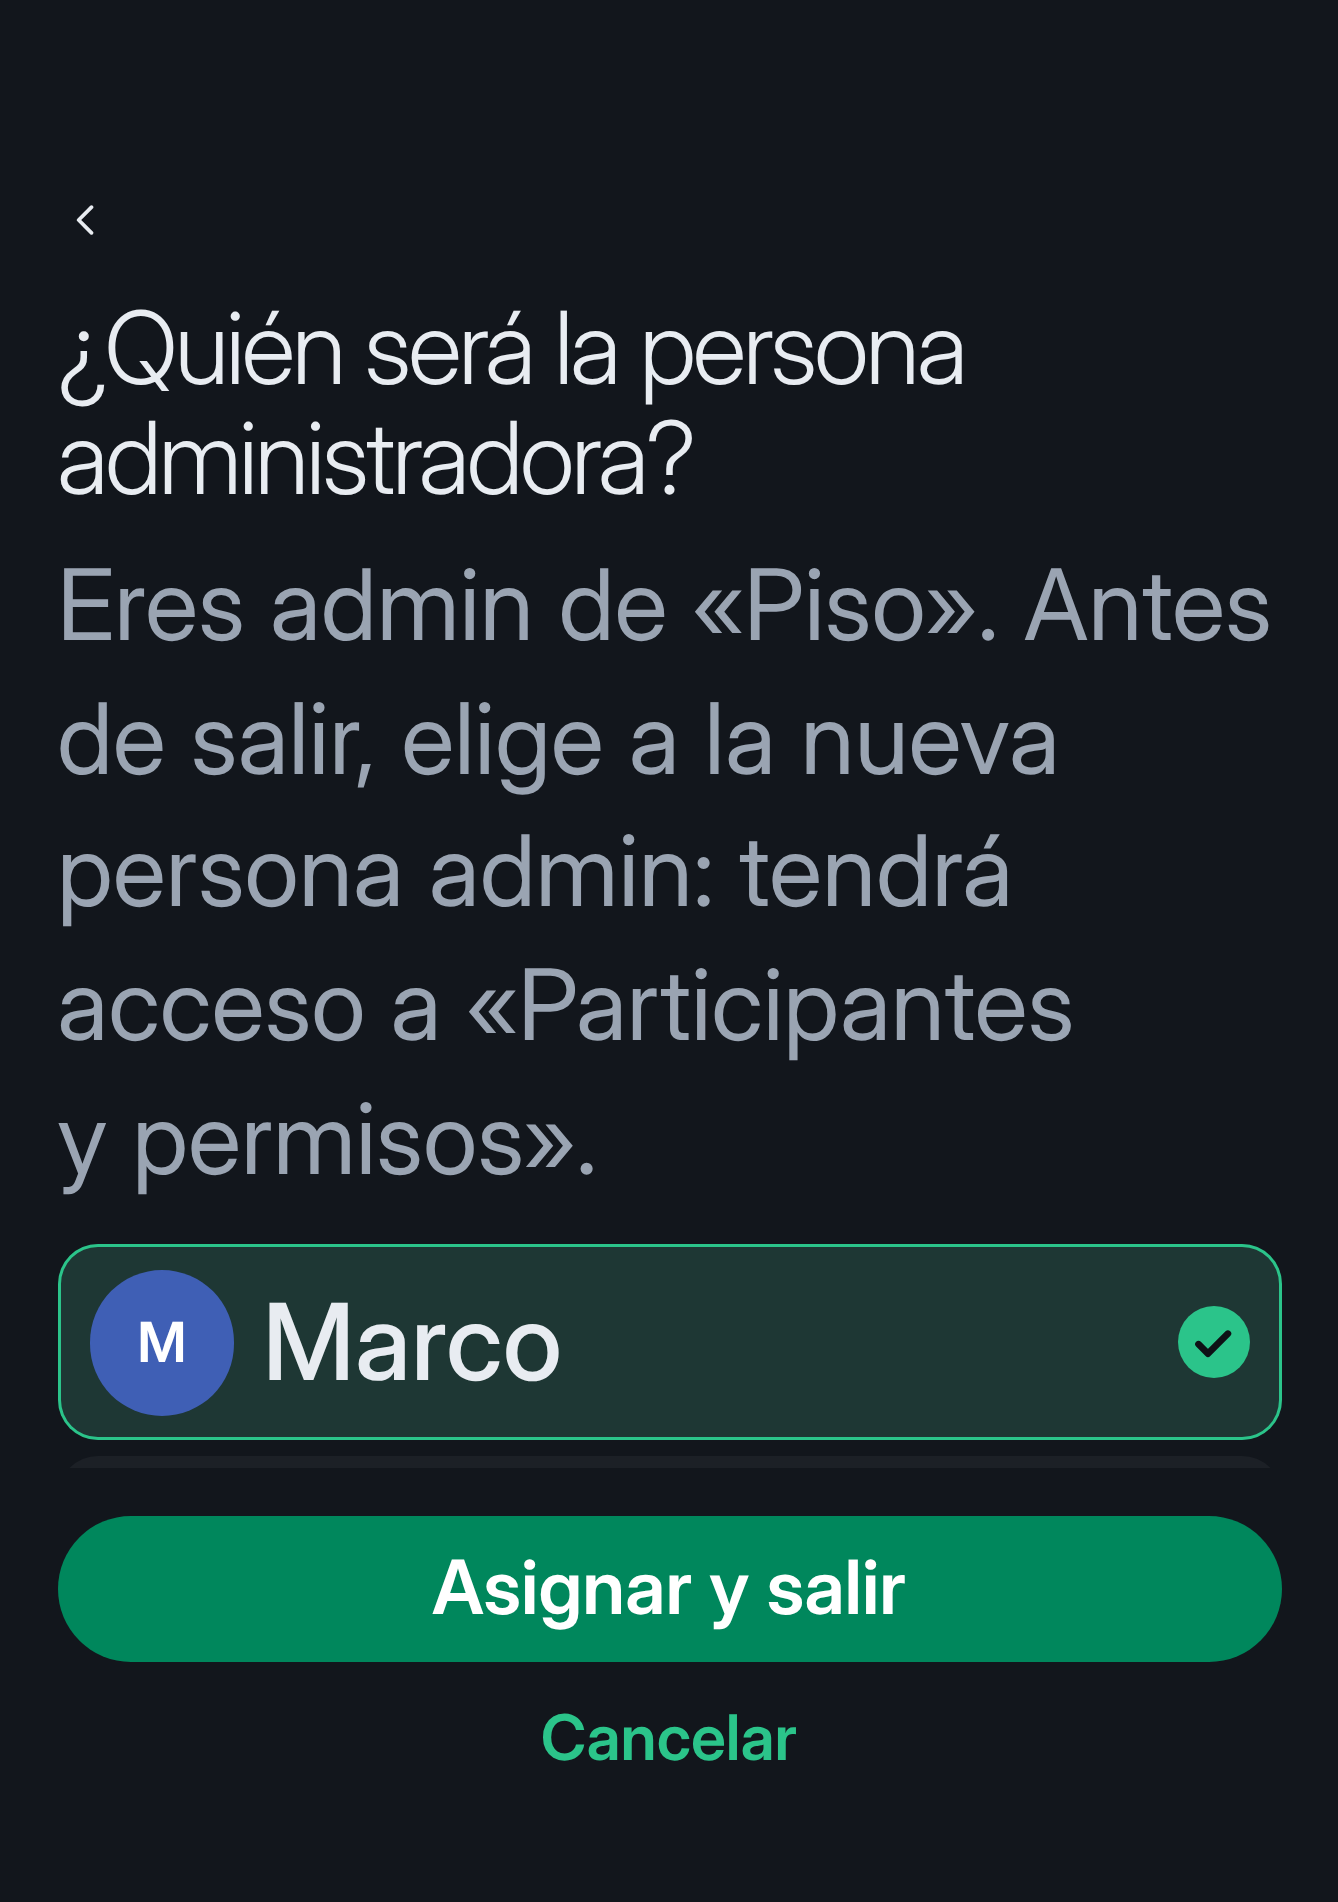 ¿Quién será la persona
administradora?
Eres admin de «Piso». Antes
de salir, elige a la nueva
persona admin: tendrá
acceso a «Participantes
y permisos».
M
Marco
Asignar y salir
Cancelar